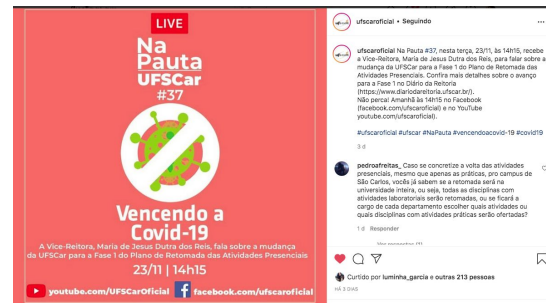 LIVE
Na
Pauta
UFSCar
#37
Vencendo a
Covid-19
A Vice-Reitora, Maria de Jesus Dutra dos Reis, fala sobre a mudança
da UFSCar para a Fase 1 do Plano de Retomada das Atividades Presenciais
23/11 | 14h15
youtube.com/UFSCarOficial facebook.com/ufscaroficial
ufscaroficial • Seguindo
ufscaroficial Na Pauta #37, nesta terça, 23/11, às 14h15, recebe
a Vice-Reitora, Maria de Jesus Dutra dos Reis, para falar sobre a
mudança da UFSCar para a Fase 1 do Plano de Retomada das
Atividades Presenciais. Confira mais detalhes sobre o avanço
para a Fase 1 no Diário da Reitoria
(https://www.diariodareitoria.ufscar.br/).
Não perca! Amanhã às 14h15 no Facebook
(facebook.com/ufscaroficial) e no YouTube
youtube.com/ufscaroficial).
#ufscaroficial #ufscar #NaPauta #vencendoacovid-19 #covid19
3 d
pedroafreitas_ Caso se concretize a volta das atividades
presenciais, mesmo que apenas as práticas, pro campus de
São Carlos, vocês já sabem se a retomada será na
universidade inteira, ou seja, todas as disciplinas com
atividades laboratoriais serão retomadas, ou se ficará a
cargo de cada departamento escolher quais atividades ou
quais disciplinas com atividades práticas serão ofertadas?
1 d Responder
Curtido por luminha_garcia e outras 213 pessoas
HÁ 3 DIAS